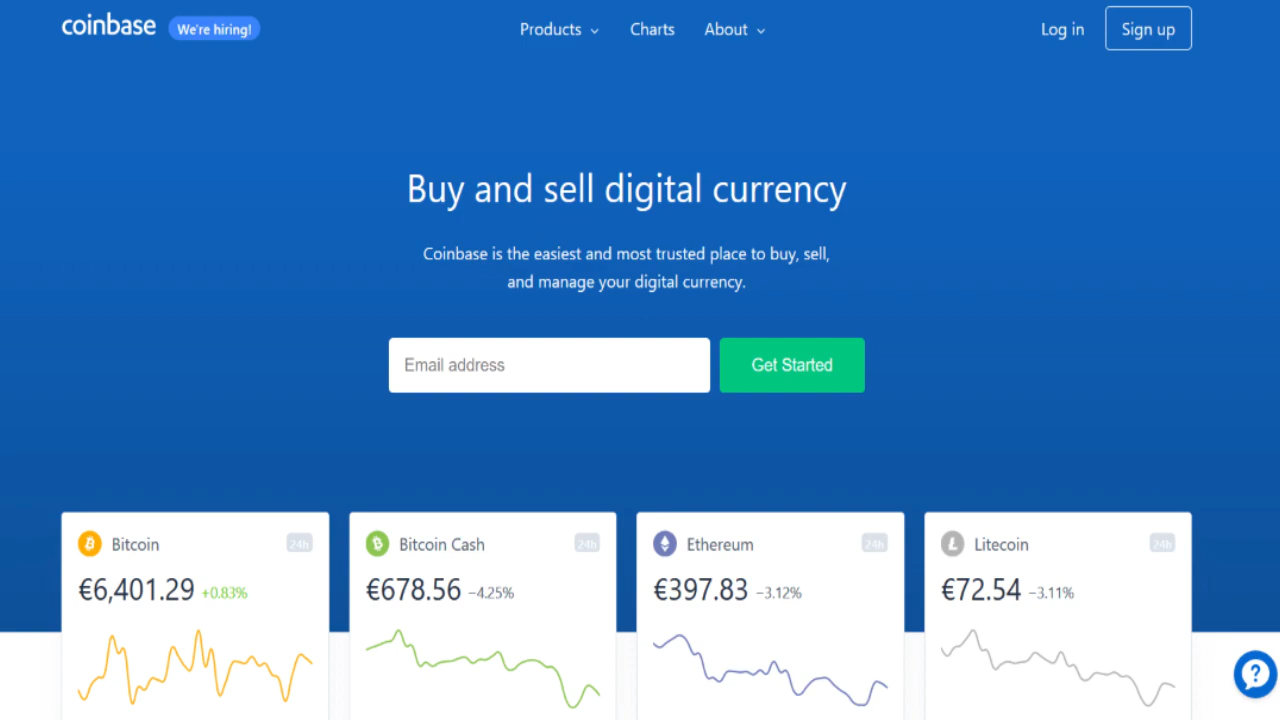 coinbase We're hiring! Products Charts About Log in Sign up
Buy and sell digital currency
Coinbase is the easiest and most trusted place to buy, sell,
and manage your digital currency.
Email address Get Started
Bitcoin 24h Bitcoin Cash 24h Ethereum 24h Litecoin 24h
€6,401.29 +0.83% €678.56 −4.25% €397.83 −3.12% €72.54 −3.11%